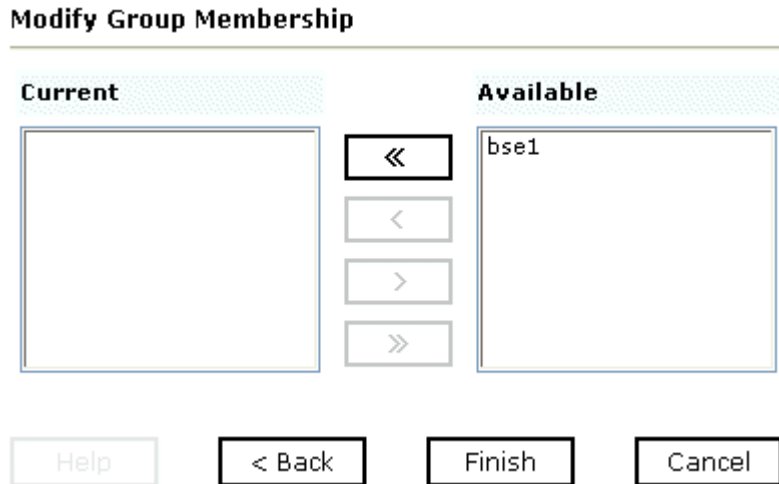 Modify Group Membership
Current
Available
bse1
«
<
>
»
Help
< Back
Finish
Cancel